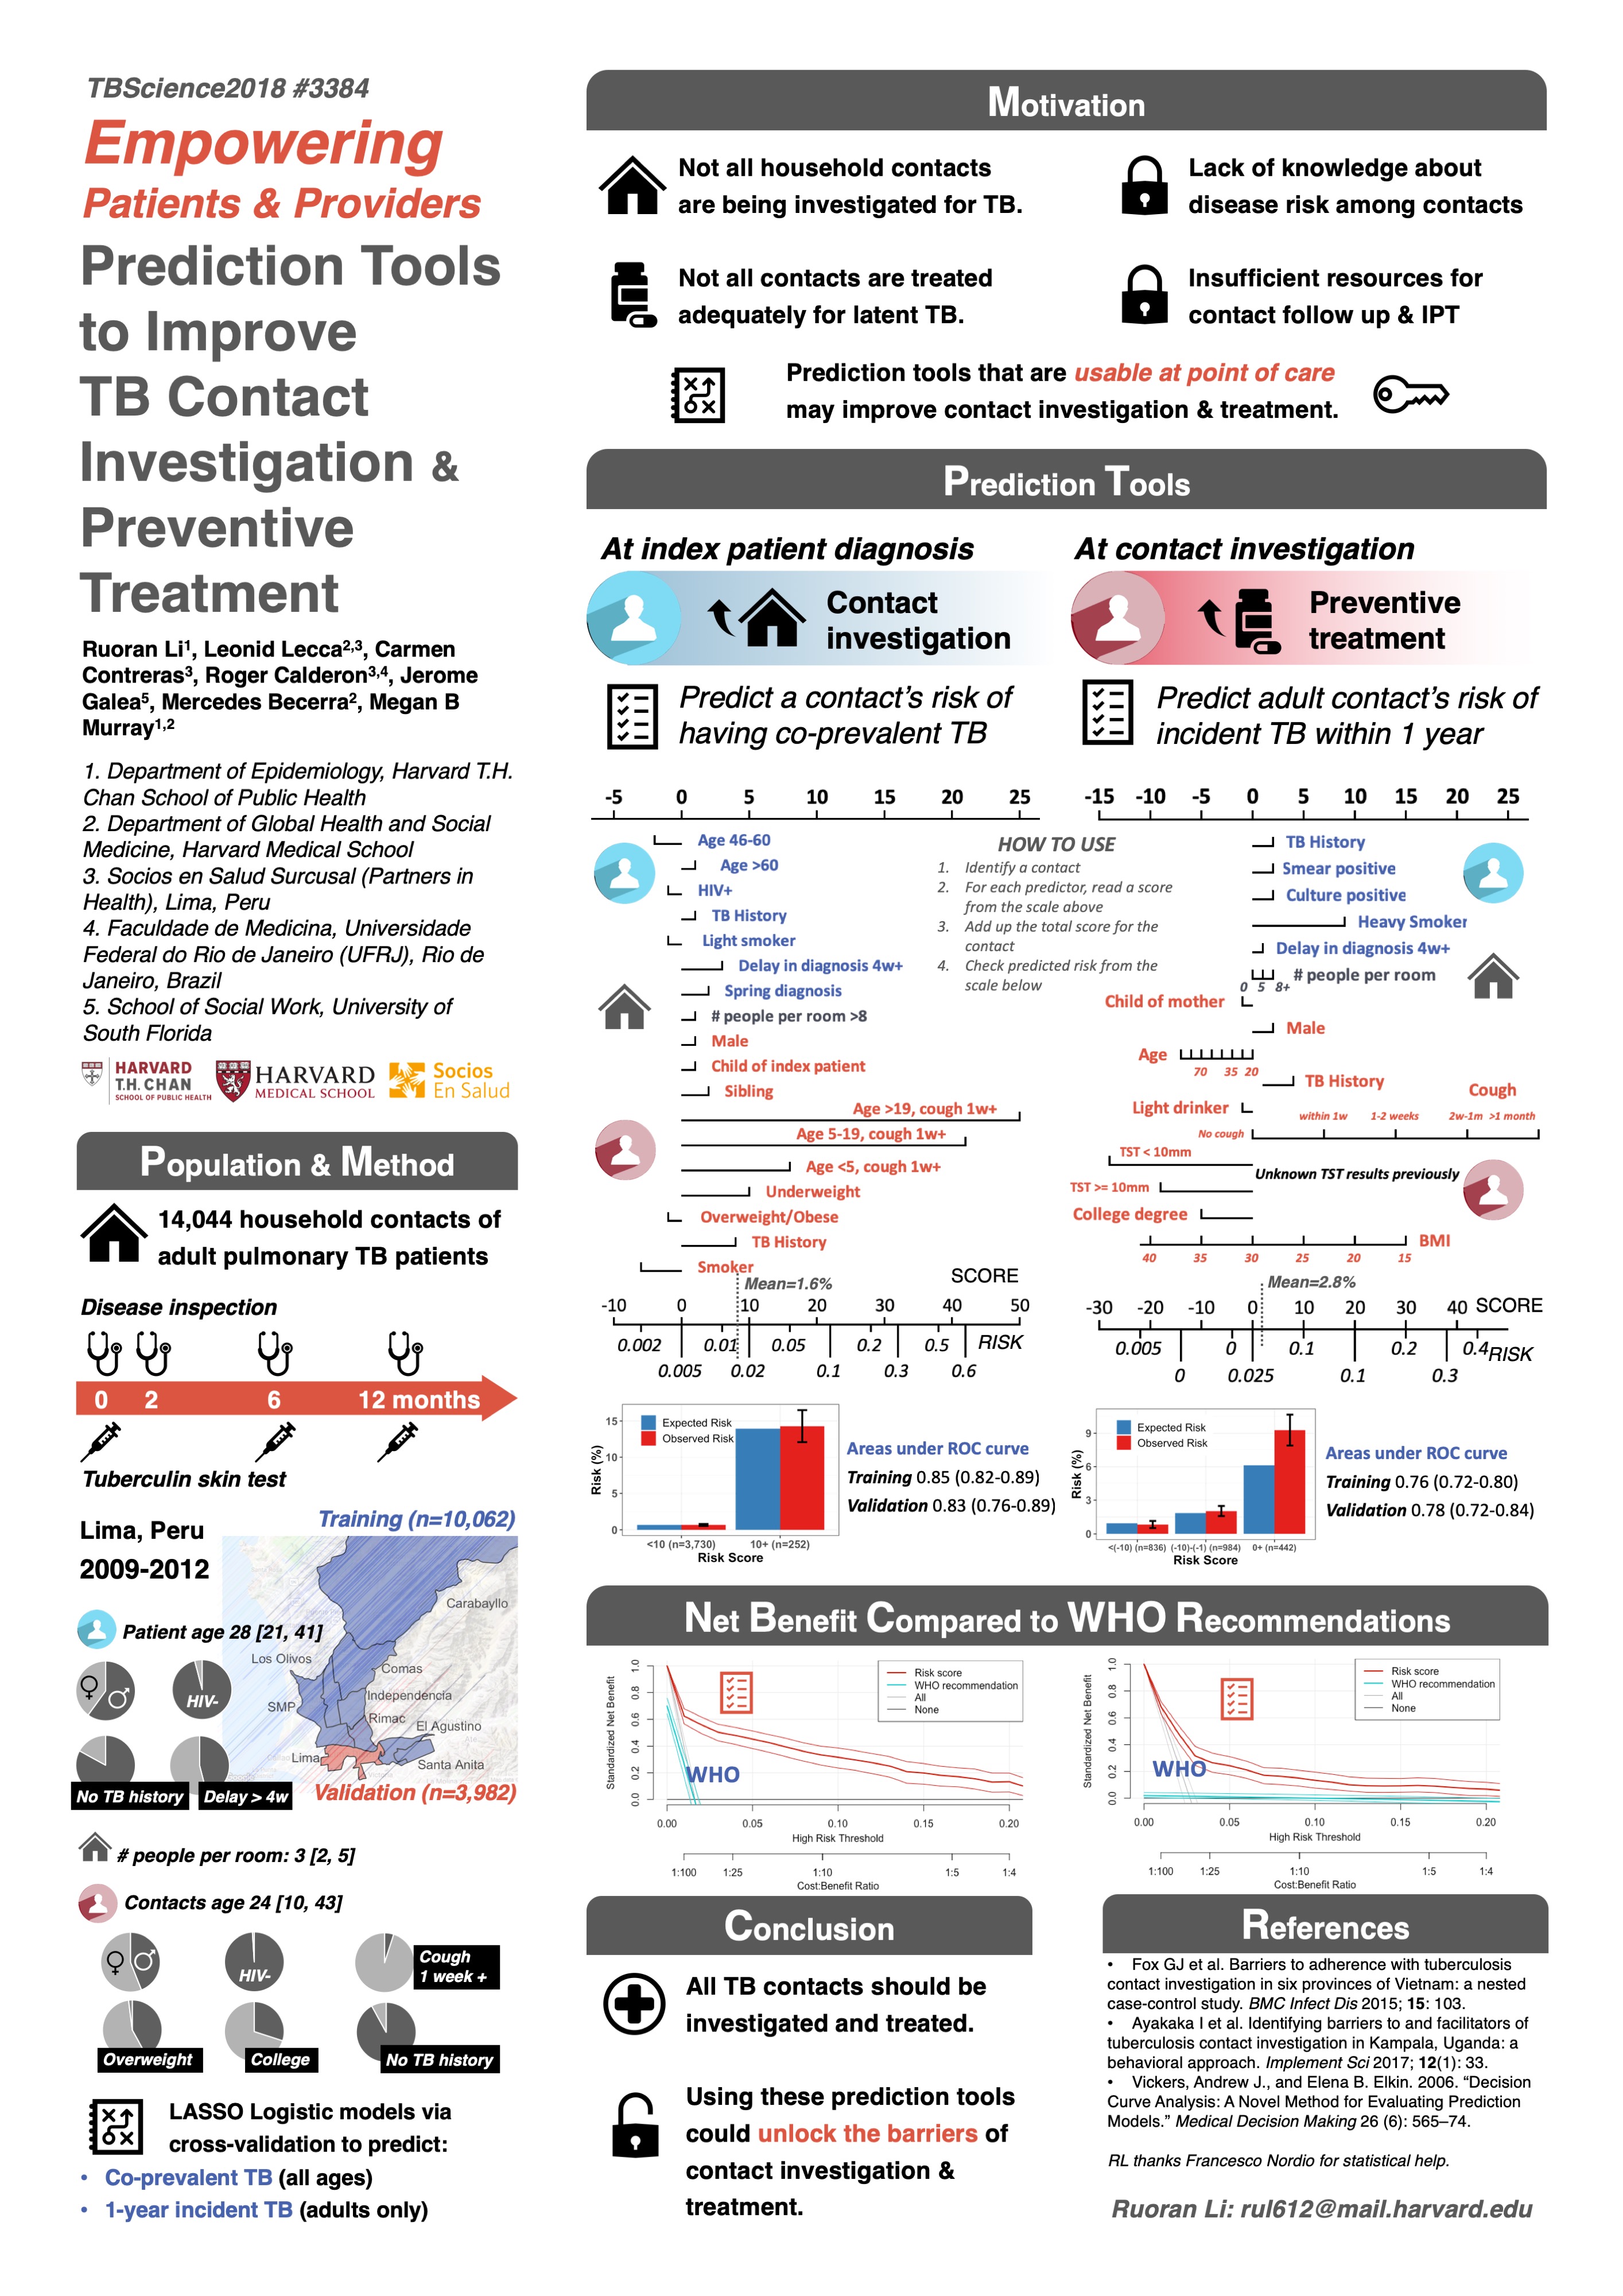 TBScience2018 #3384
Empowering
Patients & Providers
Prediction Tools
to Improve
TB Contact
Investigation &
Preventive
Treatment
Ruoran Li1, Leonid Lecca2,3, Carmen
Contreras3, Roger Calderon3,4, Jerome
Galea5, Mercedes Becerra2, Megan B
Murray1,2
1. Department of Epidemiology, Harvard T.H.
Chan School of Public Health
2. Department of Global Health and Social
Medicine, Harvard Medical School
3. Socios en Salud Surcusal (Partners in
Health), Lima, Peru
4. Faculdade de Medicina, Universidade
Federal do Rio de Janeiro (UFRJ), Rio de
Janeiro, Brazil
5. School of Social Work, University of
South Florida
HARVARD
T.H. CHAN
SCHOOL OF PUBLIC HEALTH
HARVARD
MEDICAL SCHOOL
Socios
En Salud
Population & Method
14,044 household contacts of
adult pulmonary TB patients
Disease inspection
0 2 6 12 months
Tuberculin skin test
Lima, Peru
2009-2012
Training (n=10,062)
Carabayllo
Patient age 28 [21, 41]
Los Olivos
Comas
HIV-
SMP
Independencia
Rimac
El Agustino
Lima
Santa Anita
No TB history
Delay > 4w
Validation (n=3,982)
# people per room: 3 [2, 5]
Contacts age 24 [10, 43]
HIV-
Cough
1 week +
Overweight
College
No TB history
LASSO Logistic models via
cross-validation to predict:
• Co-prevalent TB (all ages)
• 1-year incident TB (adults only)
Motivation
Not all household contacts
are being investigated for TB.
Lack of knowledge about
disease risk among contacts
Not all contacts are treated
adequately for latent TB.
Insufficient resources for
contact follow up & IPT
Prediction tools that are usable at point of care
may improve contact investigation & treatment.
Prediction Tools
At index patient diagnosis
Contact
investigation
Predict a contact's risk of
having co-prevalent TB
-5 0 5 10 15 20 25
Age 46-60
Age >60
HIV+
TB History
Light smoker
Delay in diagnosis 4w+
Spring diagnosis
# people per room >8
Male
Child of index patient
Sibling
Age >19, cough 1w+
Age 5-19, cough 1w+
Age <5, cough 1w+
Underweight
Overweight/Obese
TB History
Smoker
Mean=1.6%
SCORE
-10 0 10 20 30 40 50
0.002 0.01 0.05 0.2 0.5 RISK
0.005 0.02 0.1 0.3 0.6
HOW TO USE
1. Identify a contact
2. For each predictor, read a score
from the scale above
3. Add up the total score for the
contact
4. Check predicted risk from the
scale below
15
10
5
0
Risk (%)
Expected Risk
Observed Risk
<10 (n=3,730) 10+ (n=252)
Risk Score
Areas under ROC curve
Training 0.85 (0.82-0.89)
Validation 0.83 (0.76-0.89)
At contact investigation
Preventive
treatment
Predict adult contact's risk of
incident TB within 1 year
-15 -10 -5 0 5 10 15 20 25
TB History
Smear positive
Culture positive
Heavy Smoker
Delay in diagnosis 4w+
# people per room
0 5 8+
Child of mother
Male
Age
70 35 20
TB History
Cough
Light drinker
within 1w 1-2 weeks 2w-1m >1 month
No cough
TST < 10mm
Unknown TST results previously
TST >= 10mm
College degree
BMI
40 35 30 25 20 15
Mean=2.8%
-30 -20 -10 0 10 20 30 40 SCORE
0.005 0 0.1 0.2 0.4 RISK
0 0.025 0.1 0.3
9
6
3
0
Risk (%)
Expected Risk
Observed Risk
<(-10) (n=836) (-10)-(-1) (n=984) 0+ (n=442)
Risk Score
Areas under ROC curve
Training 0.76 (0.72-0.80)
Validation 0.78 (0.72-0.84)
Net Benefit Compared to WHO Recommendations
Standardized Net Benefit
1.0
0.8
0.6
0.4
0.2
0.0
Risk score
WHO recommendation
All
None
WHO
0.00 0.05 0.10 0.15 0.20
High Risk Threshold
1:100 1:25 1:10 1:5 1:4
Cost:Benefit Ratio
Standardized Net Benefit
1.0
0.8
0.6
0.4
0.2
0.0
Risk score
WHO recommendation
All
None
WHO
0.00 0.05 0.10 0.15 0.20
High Risk Threshold
1:100 1:25 1:10 1:5 1:4
Cost:Benefit Ratio
Conclusion
All TB contacts should be
investigated and treated.
Using these prediction tools
could unlock the barriers of
contact investigation &
treatment.
References
• Fox GJ et al. Barriers to adherence with tuberculosis
contact investigation in six provinces of Vietnam: a nested
case-control study. BMC Infect Dis 2015; 15: 103.
• Ayakaka I et al. Identifying barriers to and facilitators of
tuberculosis contact investigation in Kampala, Uganda: a
behavioral approach. Implement Sci 2017; 12(1): 33.
• Vickers, Andrew J., and Elena B. Elkin. 2006. “Decision
Curve Analysis: A Novel Method for Evaluating Prediction
Models.” Medical Decision Making 26 (6): 565–74.
RL thanks Francesco Nordio for statistical help.
Ruoran Li: rul612@mail.harvard.edu